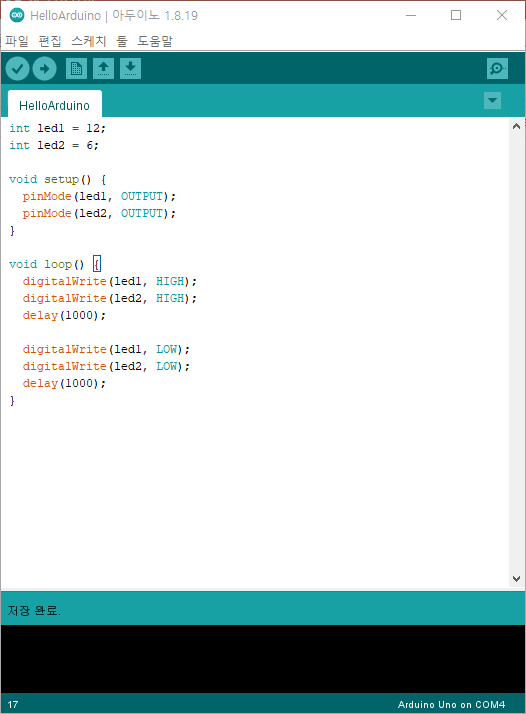 HelloArduino | 아두이노 1.8.19
파일 편집 스케치 툴 도움말
HelloArduino
int led1 = 12;
int led2 = 6;
void setup() {
  pinMode(led1, OUTPUT);
  pinMode(led2, OUTPUT);
}
void loop() {
  digitalWrite(led1, HIGH);
  digitalWrite(led2, HIGH);
  delay(1000);
  digitalWrite(led1, LOW);
  digitalWrite(led2, LOW);
  delay(1000);
}
저장 완료.
17 Arduino Uno on COM4